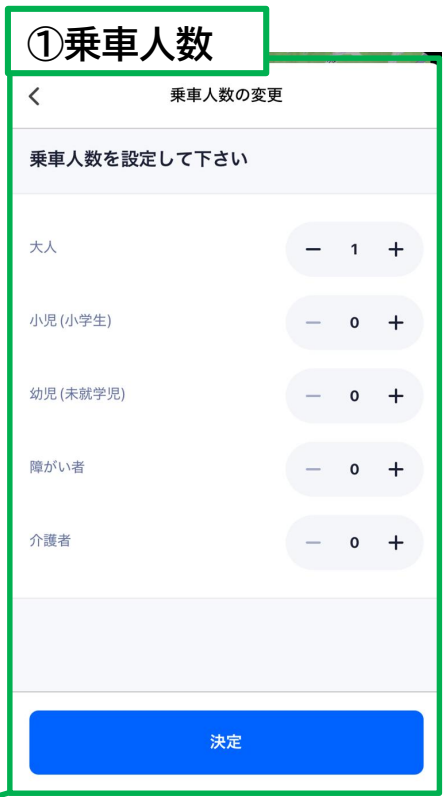 ①乗車人数
乗車人数の変更
乗車人数を設定して下さい
大人 − 1 +
小児(小学生) − 0 +
幼児(未就学児) − 0 +
障がい者 − 0 +
介護者 − 0 +
決定